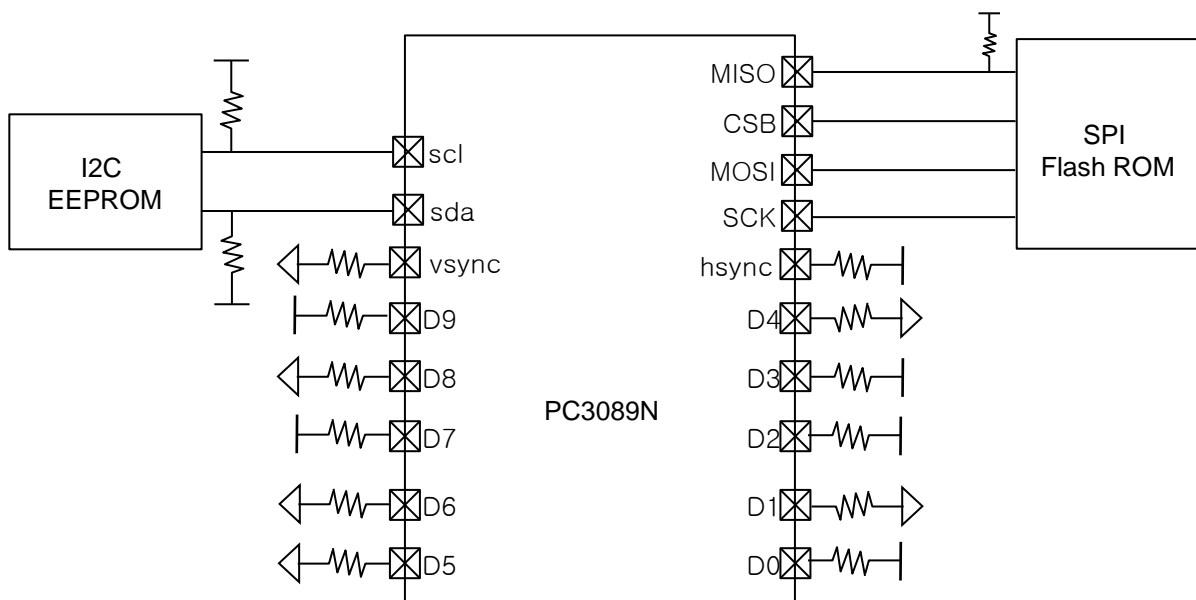 I2C
EEPROM
scl
sda
vsync
D9
D8
D7
D6
D5
PC3089N
MISO
CSB
MOSI
SCK
hsync
D4
D3
D2
D1
D0
SPI
Flash ROM